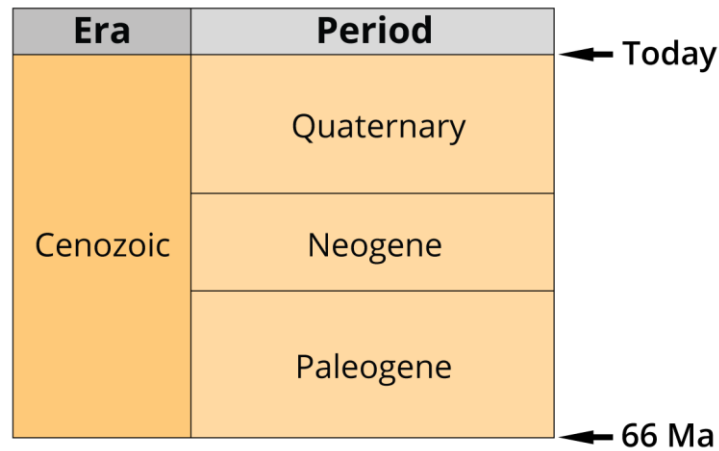 Era Period
Today
Quaternary
Cenozoic Neogene
Paleogene
66 Ma